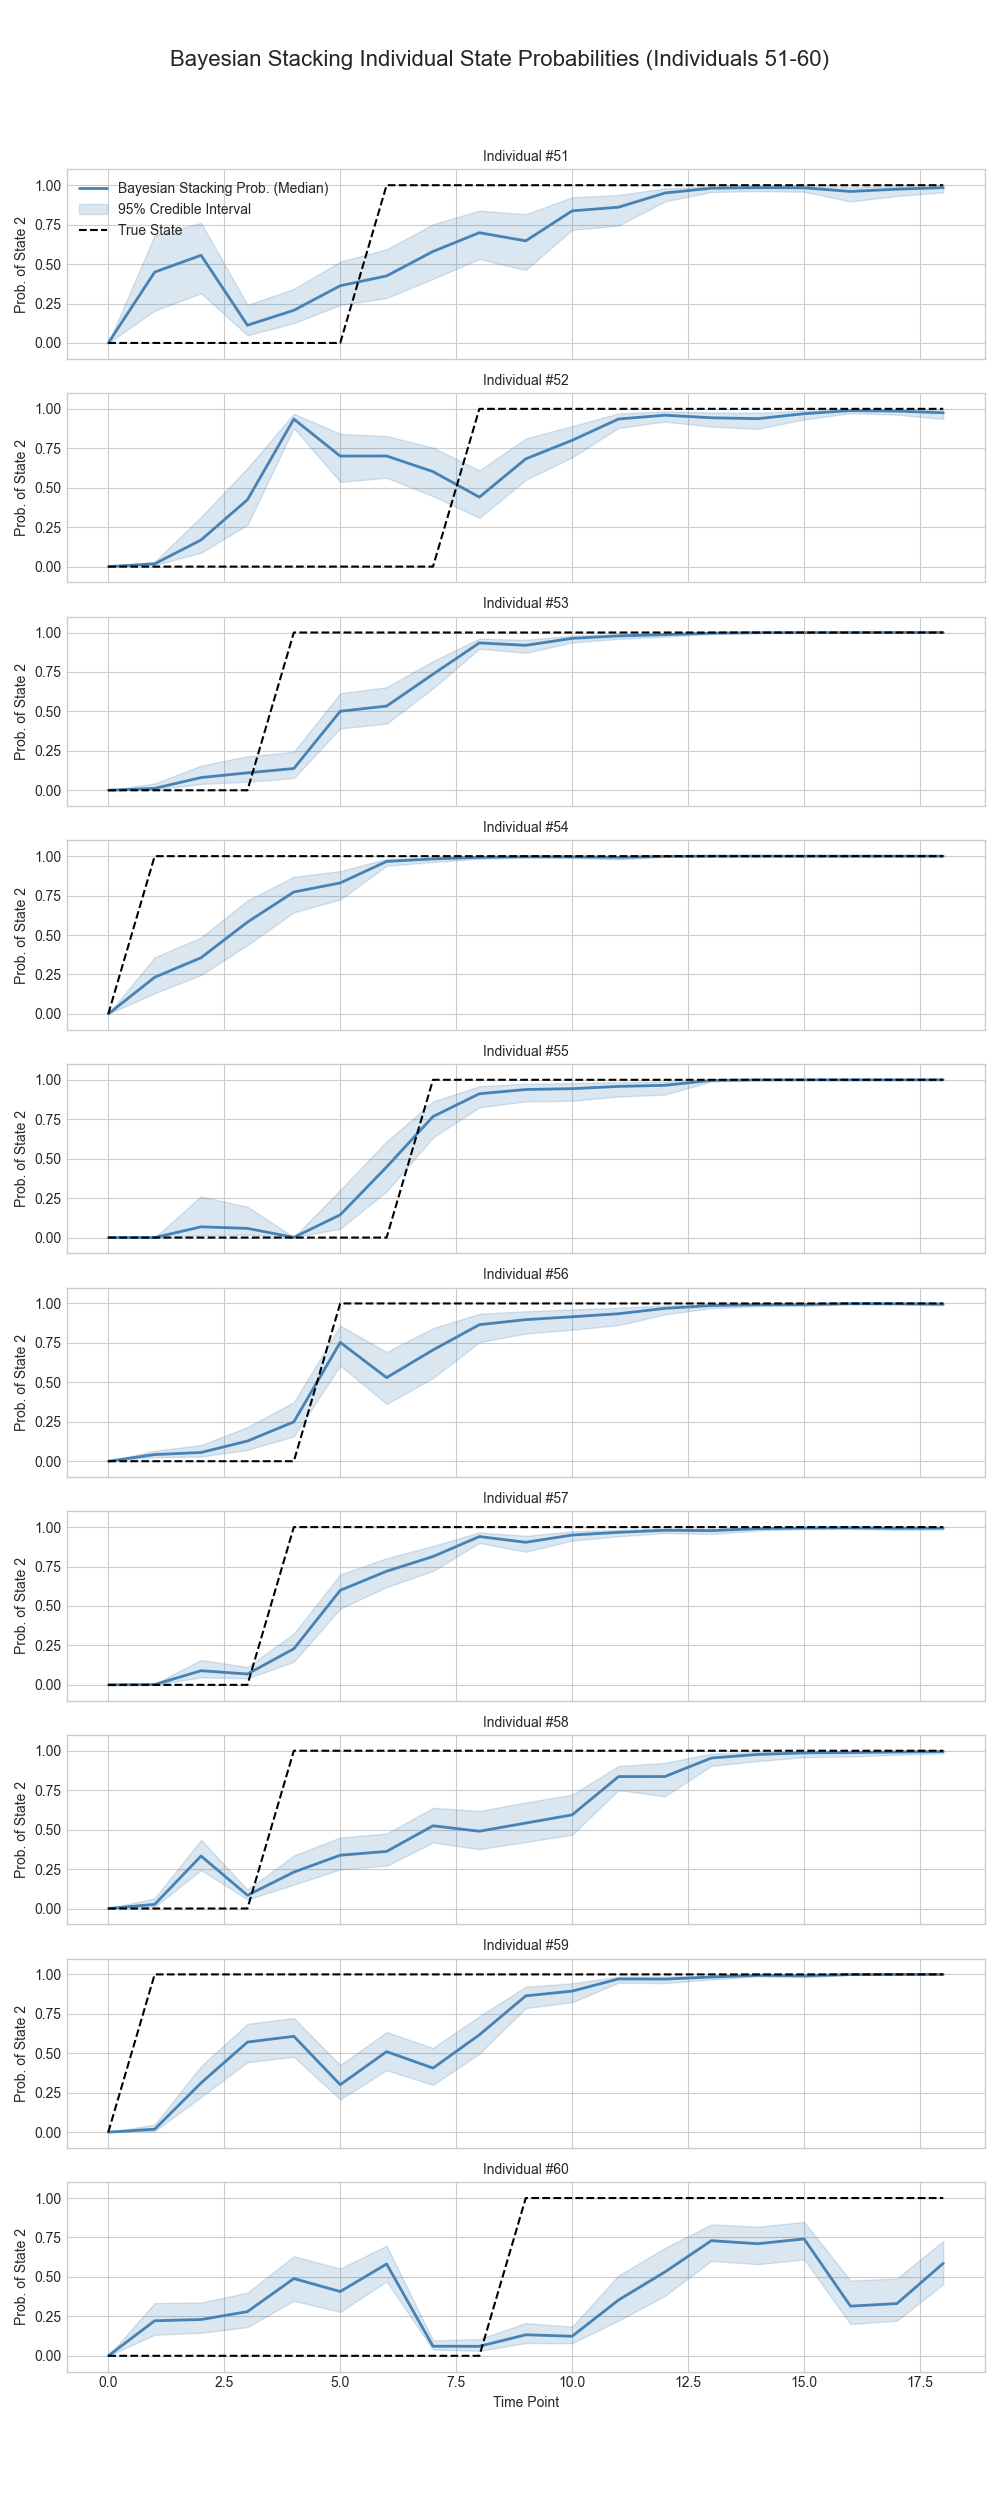 Bayesian Stacking Individual State Probabilities (Individuals 51-60)
Individual #51
Bayesian Stacking Prob. (Median)
95% Credible Interval
True State
Prob. of State 2
1.00
0.75
0.50
0.25
0.00
Individual #52
Prob. of State 2
1.00
0.75
0.50
0.25
0.00
Individual #53
Prob. of State 2
1.00
0.75
0.50
0.25
0.00
Individual #54
Prob. of State 2
1.00
0.75
0.50
0.25
0.00
Individual #55
Prob. of State 2
1.00
0.75
0.50
0.25
0.00
Individual #56
Prob. of State 2
1.00
0.75
0.50
0.25
0.00
Individual #57
Prob. of State 2
1.00
0.75
0.50
0.25
0.00
Individual #58
Prob. of State 2
1.00
0.75
0.50
0.25
0.00
Individual #59
Prob. of State 2
1.00
0.75
0.50
0.25
0.00
Individual #60
Prob. of State 2
1.00
0.75
0.50
0.25
0.00
0.0 2.5 5.0 7.5 10.0 12.5 15.0 17.5
Time Point